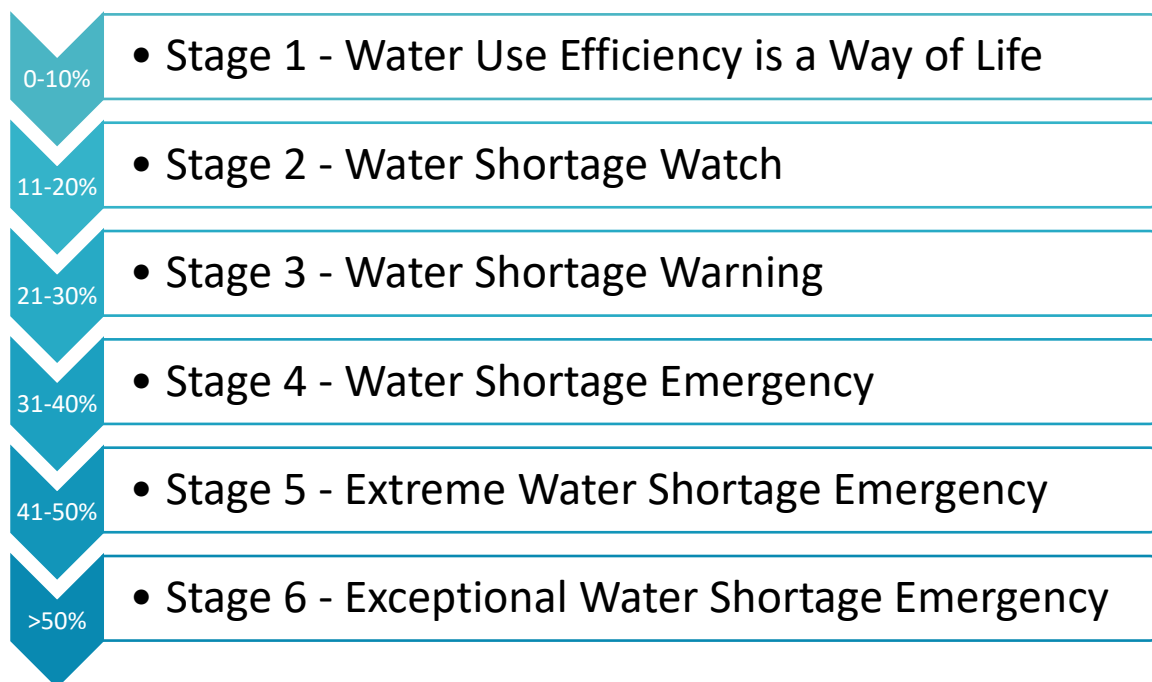 0-10%
• Stage 1 - Water Use Efficiency is a Way of Life
11-20%
• Stage 2 - Water Shortage Watch
21-30%
• Stage 3 - Water Shortage Warning
31-40%
• Stage 4 - Water Shortage Emergency
41-50%
• Stage 5 - Extreme Water Shortage Emergency
>50%
• Stage 6 - Exceptional Water Shortage Emergency